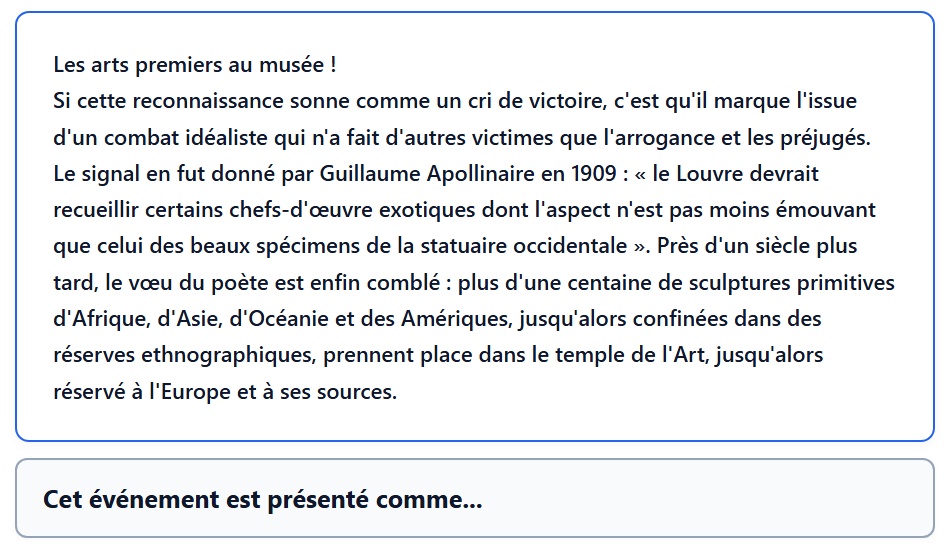 Les arts premiers au musée !
Si cette reconnaissance sonne comme un cri de victoire, c'est qu'il marque l'issue
d'un combat idéaliste qui n'a fait d'autres victimes que l'arrogance et les préjugés.
Le signal en fut donné par Guillaume Apollinaire en 1909 : « le Louvre devrait
recueillir certains chefs-d'œuvre exotiques dont l'aspect n'est pas moins émouvant
que celui des beaux spécimens de la statuaire occidentale ». Près d'un siècle plus
tard, le vœu du poète est enfin comblé : plus d'une centaine de sculptures primitives
d'Afrique, d'Asie, d'Océanie et des Amériques, jusqu'alors confinées dans des
réserves ethnographiques, prennent place dans le temple de l'Art, jusqu'alors
réservé à l'Europe et à ses sources.
Cet événement est présenté comme...